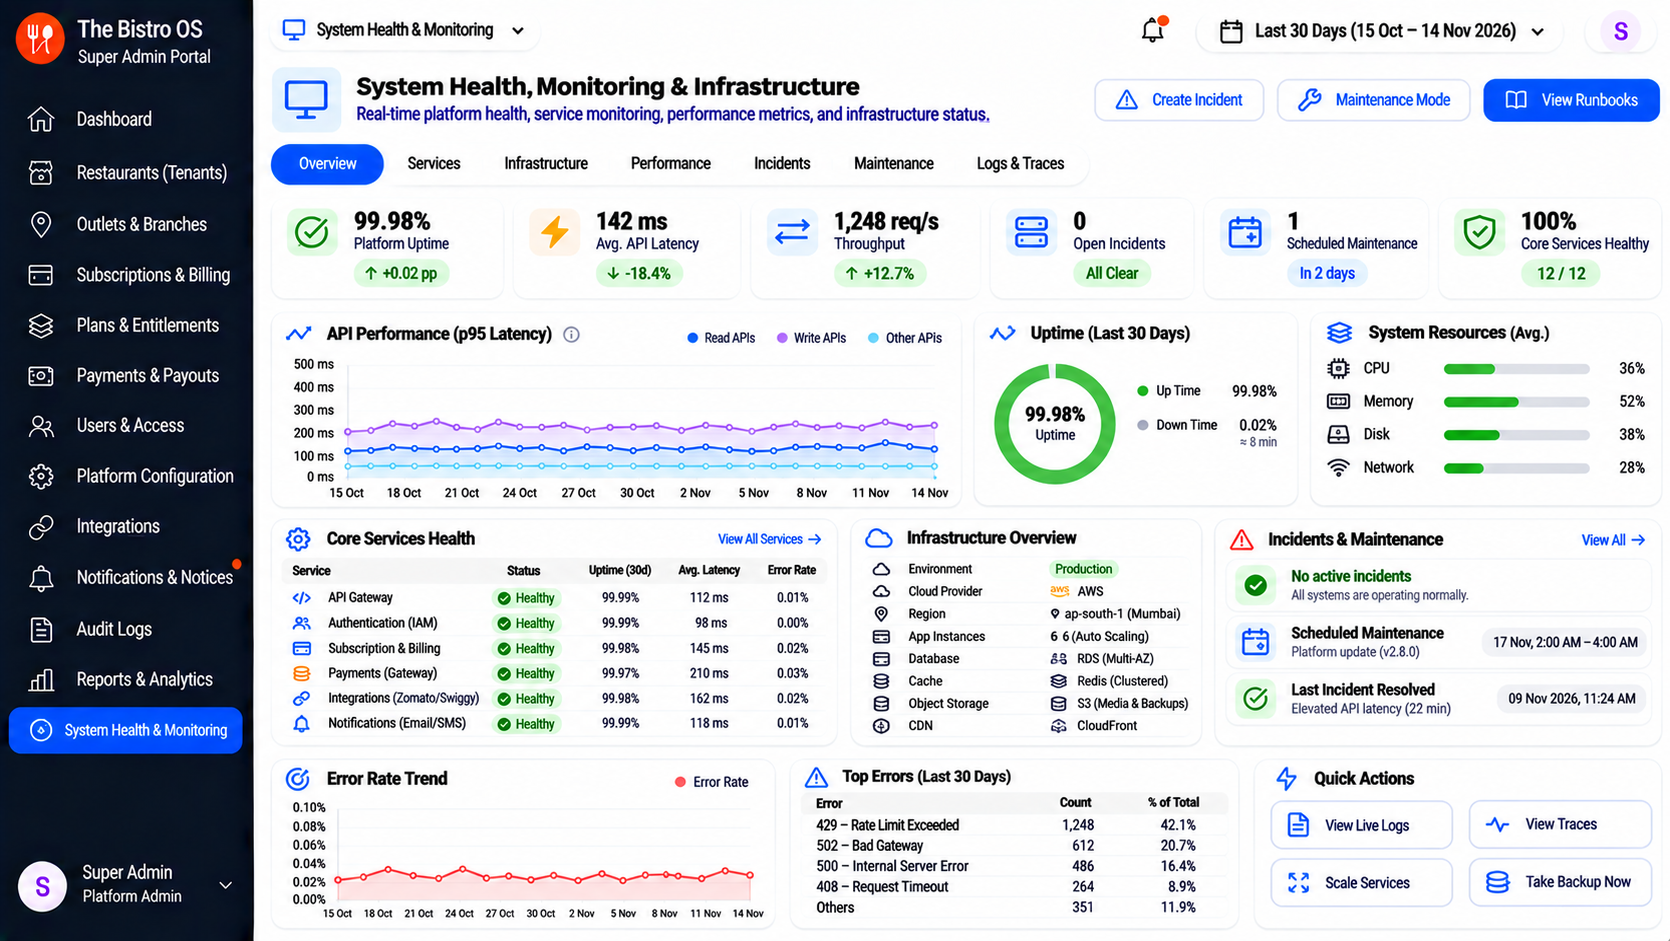 The Bistro OS
Super Admin Portal
Dashboard
Restaurants (Tenants)
Outlets & Branches
Subscriptions & Billing
Plans & Entitlements
Payments & Payouts
Users & Access
Platform Configuration
Integrations
Notifications & Notices
Audit Logs
Reports & Analytics
System Health & Monitoring
S
Super Admin
Platform Admin
System Health & Monitoring
Last 30 Days (15 Oct – 14 Nov 2026)
S
System Health, Monitoring & Infrastructure
Real-time platform health, service monitoring, performance metrics, and infrastructure status.
Create Incident
Maintenance Mode
View Runbooks
Overview Services Infrastructure Performance Incidents Maintenance Logs & Traces
99.98%
Platform Uptime
↑ +0.02 pp
142 ms
Avg. API Latency
↓ -18.4%
1,248 req/s
Throughput
↑ +12.7%
0
Open Incidents
All Clear
1
Scheduled Maintenance
In 2 days
100%
Core Services Healthy
12 / 12
API Performance (p95 Latency)
Read APIs Write APIs Other APIs
500 ms
400 ms
300 ms
200 ms
100 ms
0 ms
15 Oct 18 Oct 21 Oct 24 Oct 27 Oct 30 Oct 2 Nov 5 Nov 8 Nov 11 Nov 14 Nov
Uptime (Last 30 Days)
99.98%
Uptime
Up Time 99.98%
Down Time 0.02%
≈ 8 min
System Resources (Avg.)
CPU 36%
Memory 52%
Disk 38%
Network 28%
Core Services Health
View All Services →
Service Status Uptime (30d) Avg. Latency Error Rate
API Gateway Healthy 99.99% 112 ms 0.01%
Authentication (IAM) Healthy 99.99% 98 ms 0.00%
Subscription & Billing Healthy 99.98% 145 ms 0.02%
Payments (Gateway) Healthy 99.97% 210 ms 0.03%
Integrations (Zomato/Swiggy) Healthy 99.98% 162 ms 0.02%
Notifications (Email/SMS) Healthy 99.99% 118 ms 0.01%
Infrastructure Overview
Environment Production
Cloud Provider aws AWS
Region ap-south-1 (Mumbai)
App Instances 6 6 (Auto Scaling)
Database RDS (Multi-AZ)
Cache Redis (Clustered)
Object Storage S3 (Media & Backups)
CDN CloudFront
Incidents & Maintenance
View All →
No active incidents
All systems are operating normally.
Scheduled Maintenance
Platform update (v2.8.0)
17 Nov, 2:00 AM – 4:00 AM
Last Incident Resolved
Elevated API latency (22 min)
09 Nov 2026, 11:24 AM
Error Rate Trend
Error Rate
0.10%
0.08%
0.06%
0.04%
0.02%
0.00%
15 Oct 18 Oct 21 Oct 24 Oct 27 Oct 30 Oct 2 Nov 5 Nov 8 Nov 11 Nov 14 Nov
Top Errors (Last 30 Days)
Error Count % of Total
429 – Rate Limit Exceeded 1,248 42.1%
502 – Bad Gateway 612 20.7%
500 – Internal Server Error 486 16.4%
408 – Request Timeout 264 8.9%
Others 351 11.9%
Quick Actions
View Live Logs
View Traces
Scale Services
Take Backup Now